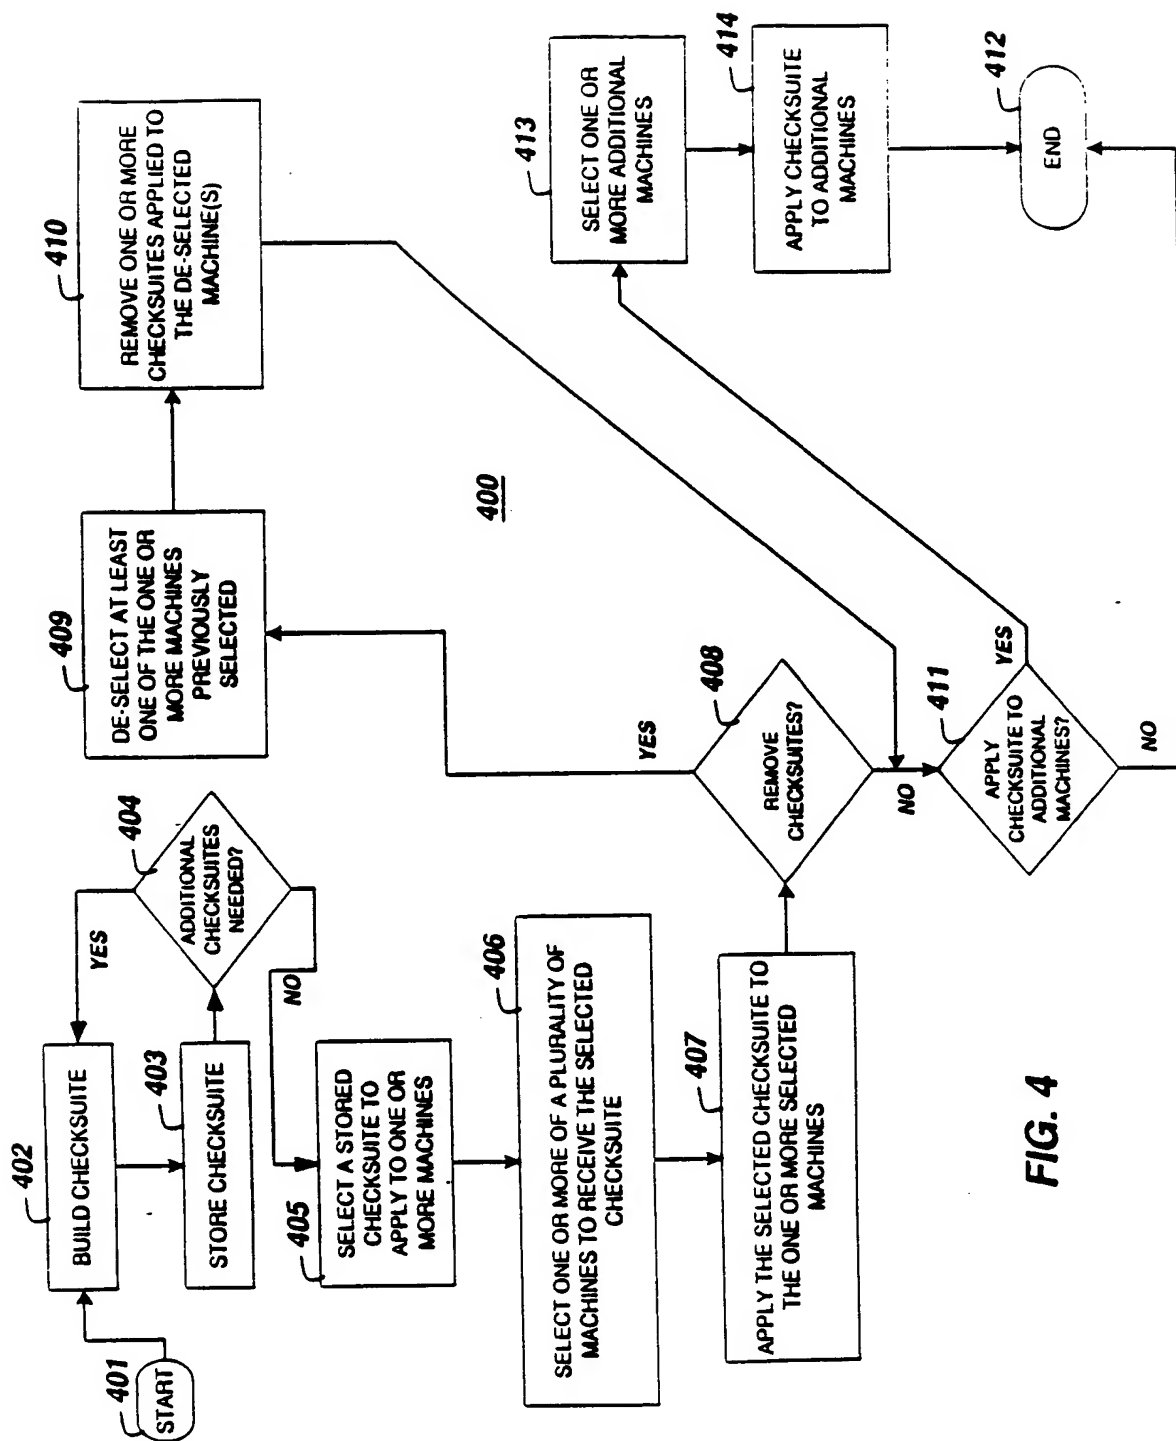 401
START
402
BUILD CHECKSUITE
403
STORE CHECKSUITE
404
ADDITIONAL
CHECKSUITES
NEEDED?
YES
NO
405
SELECT A STORED
CHECKSUITE TO
APPLY TO ONE OR
MORE MACHINES
406
SELECT ONE OR MORE OF A PLURALITY OF
MACHINES TO RECEIVE THE SELECTED
CHECKSUITE
407
APPLY THE SELECTED CHECKSUITE TO
THE ONE OR MORE SELECTED
MACHINES
408
REMOVE
CHECKSUITES?
YES
NO
409
DE-SELECT AT LEAST
ONE OF THE ONE OR
MORE MACHINES
PREVIOUSLY
SELECTED
410
REMOVE ONE OR MORE
CHECKSUITES APPLIED TO
THE DE-SELECTED
MACHINE(S)
400
411
APPLY
CHECKSUITE TO
ADDITIONAL
MACHINES?
YES
NO
413
SELECT ONE OR
MORE ADDITIONAL
MACHINES
414
APPLY CHECKSUITE
TO ADDITIONAL
MACHINES
412
END
FIG. 4